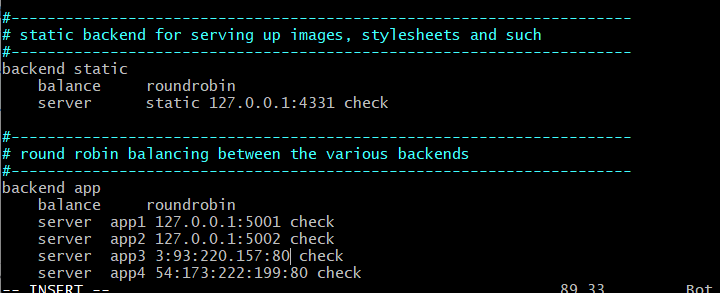 #---------------------------------------------------------------------
# static backend for serving up images, stylesheets and such
#---------------------------------------------------------------------
backend static
    balance     roundrobin
    server      static 127.0.0.1:4331 check

#---------------------------------------------------------------------
# round robin balancing between the various backends
#---------------------------------------------------------------------
backend app
    balance     roundrobin
    server  app1 127.0.0.1:5001 check
    server  app2 127.0.0.1:5002 check
    server  app3 3:93:220.157:80 check
    server  app4 54:173:222:199:80 check
-- INSERT --                                                  89,33         Bot